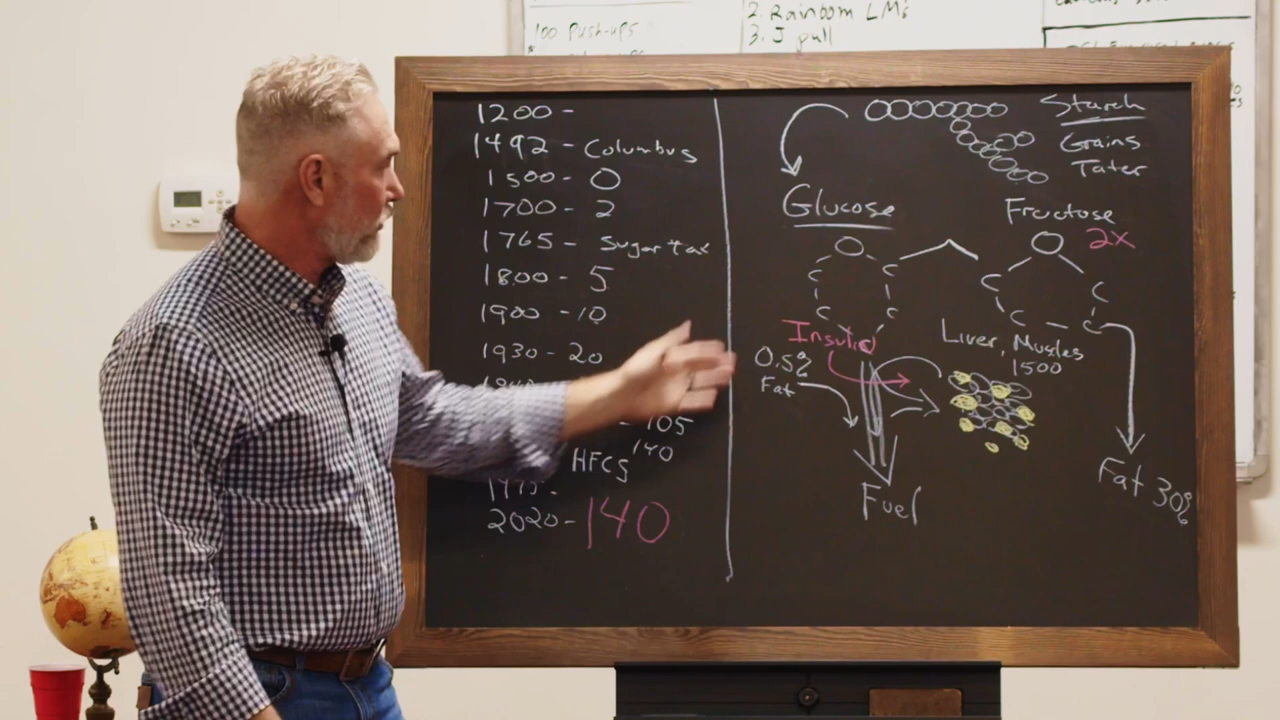 100 Push-ups
2. Rainbow LMs
3. J pull
1200 -
1492 - Columbus
1500 - 0
1700 - 2
1765 - Sugar tax
1800 - 5
1900 - 10
1930 - 20
- 105
140
HFCS
2020 - 140
Starch
Grains
Tater
Glucose
Fructose
2x
O
O
C
C
C
C
C
C
C
C
Insulin
0.5%
Fat
Liver, Muscles
1500
Fuel
Fat 30%